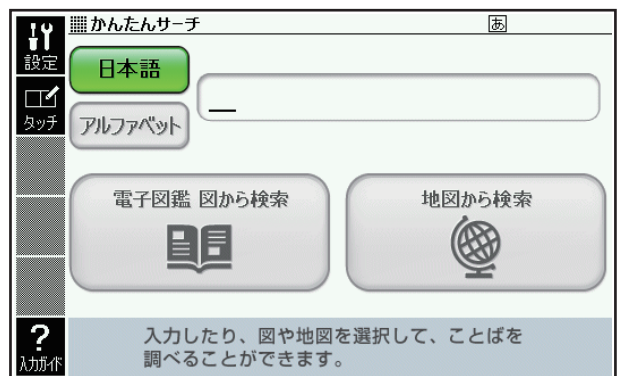 かんたんサーチ
あ
設定
日本語
タッチ
アルファベット
電子図鑑 図から検索
地図から検索
?
入力ガイド
入力したり、図や地図を選択して、ことばを
調べることができます。